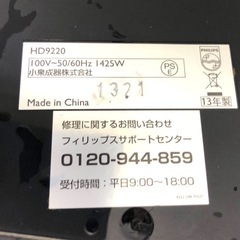 HD9220
100V～50/60Hz 1425W
小泉成器株式会社
1321
Made in China
PS
E
PHILIPS
13年製
修理に関するお問い合わせ
フィリップスサポートセンター
0120-944-859
受付時間：平日9:00～18:00